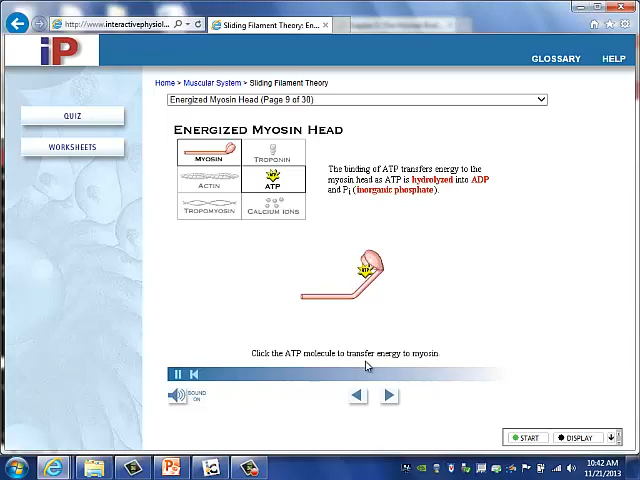 http://www.interactivephysiol...
Sliding Filament Theory: En...
iP
GLOSSARY
HELP
Home > Muscular System > Sliding Filament Theory
Energized Myosin Head (Page 9 of 30)
QUIZ
WORKSHEETS
ENERGIZED MYOSIN HEAD
MYOSIN
TROPONIN
ACTIN
ATP
TROPOMYOSIN
CALCIUM IONS
The binding of ATP transfers energy to the
myosin head as ATP is hydrolyzed into ADP
and Pi (inorganic phosphate).
ATP
Click the ATP molecule to transfer energy to myosin.
SOUND
ON
START
DISPLAY
10:42 AM
11/21/2013